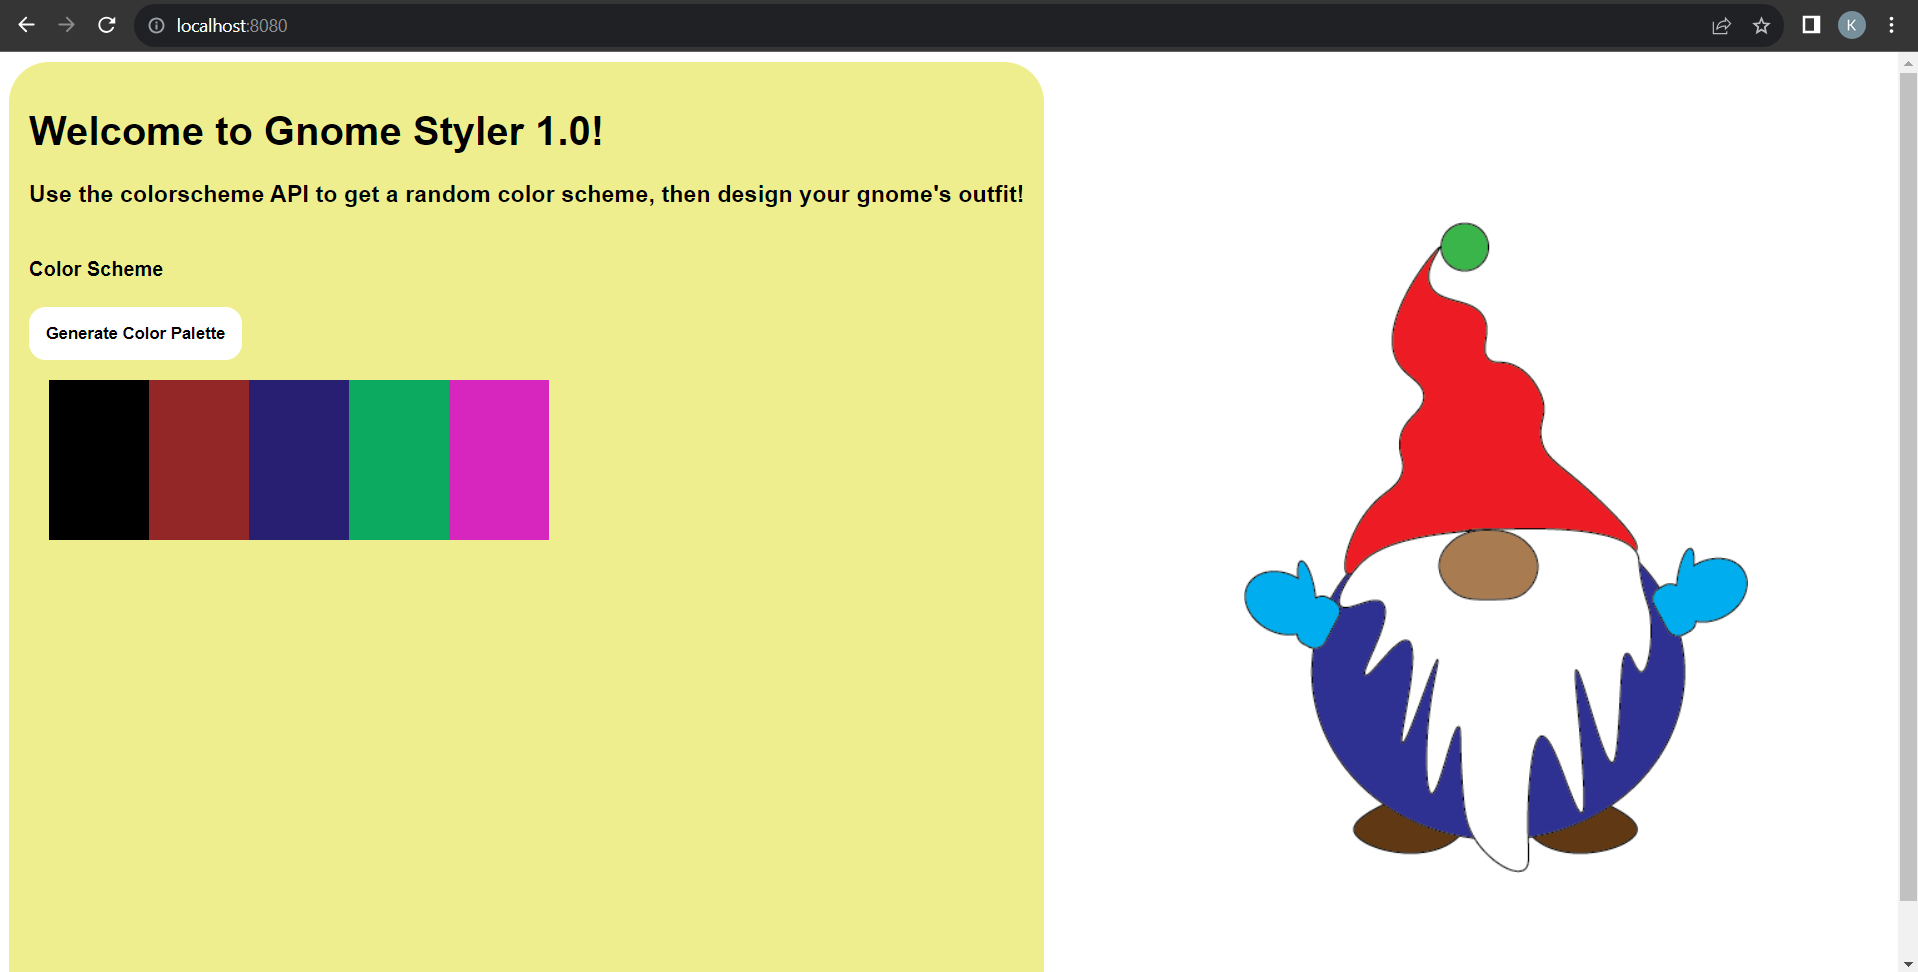 localhost:8080
K
Welcome to Gnome Styler 1.0!
Use the colorscheme API to get a random color scheme, then design your gnome's outfit!
Color Scheme
Generate Color Palette